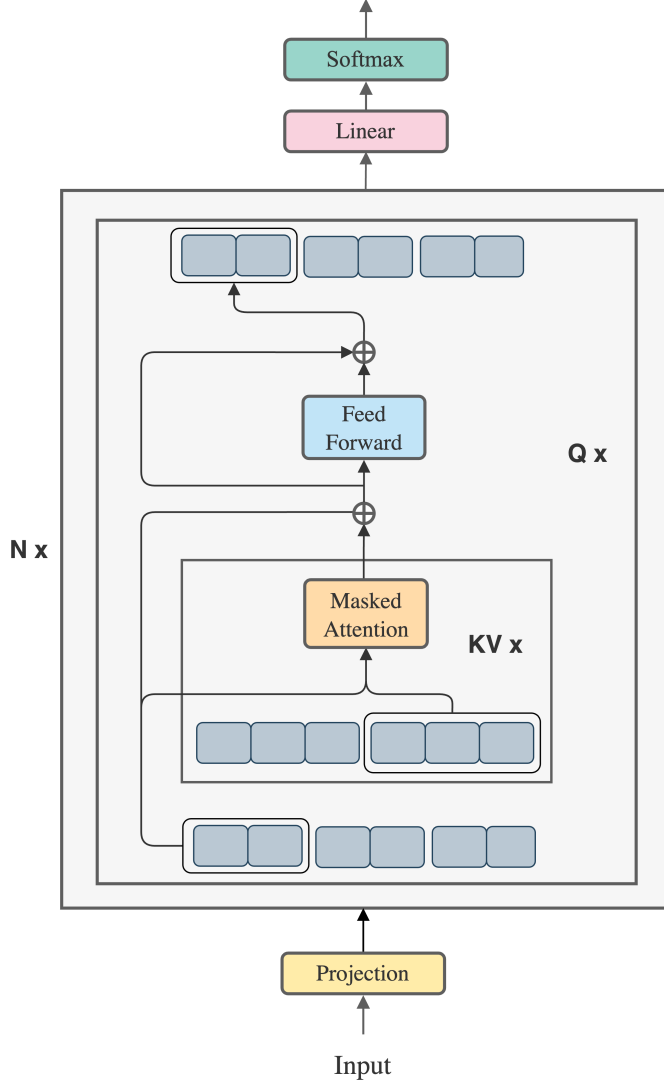 Softmax
Linear
Feed
Forward
Q x
N x
Masked
Attention
KV x
Projection
Input